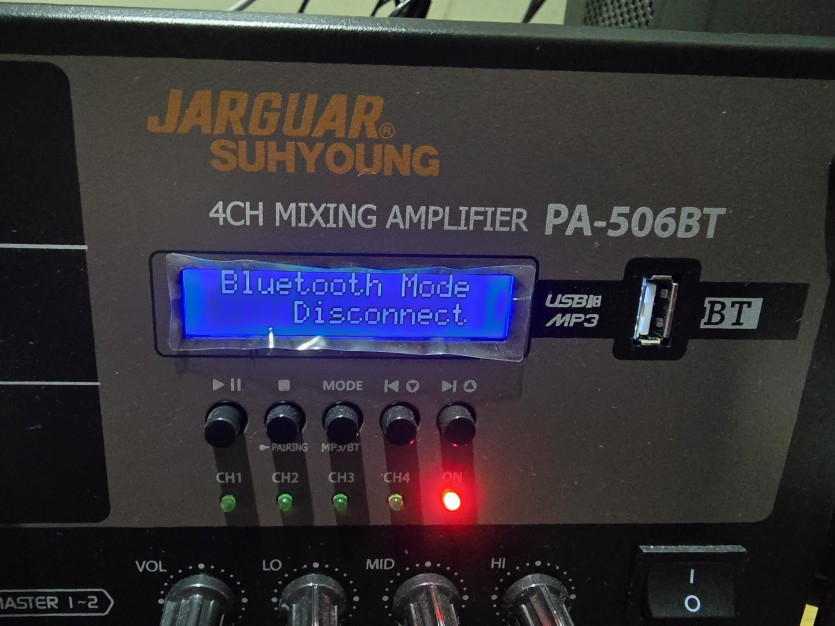 JARGUAR®
SUHYOUNG
4CH MIXING AMPLIFIER PA-506BT
Bluetooth Mode
Disconnect
USB
MP3
BT
MODE
PAIRING MP3/BT
CH1 CH2 CH3 CH4 ON
VOL LO MID HI
MASTER 1~2
I
O